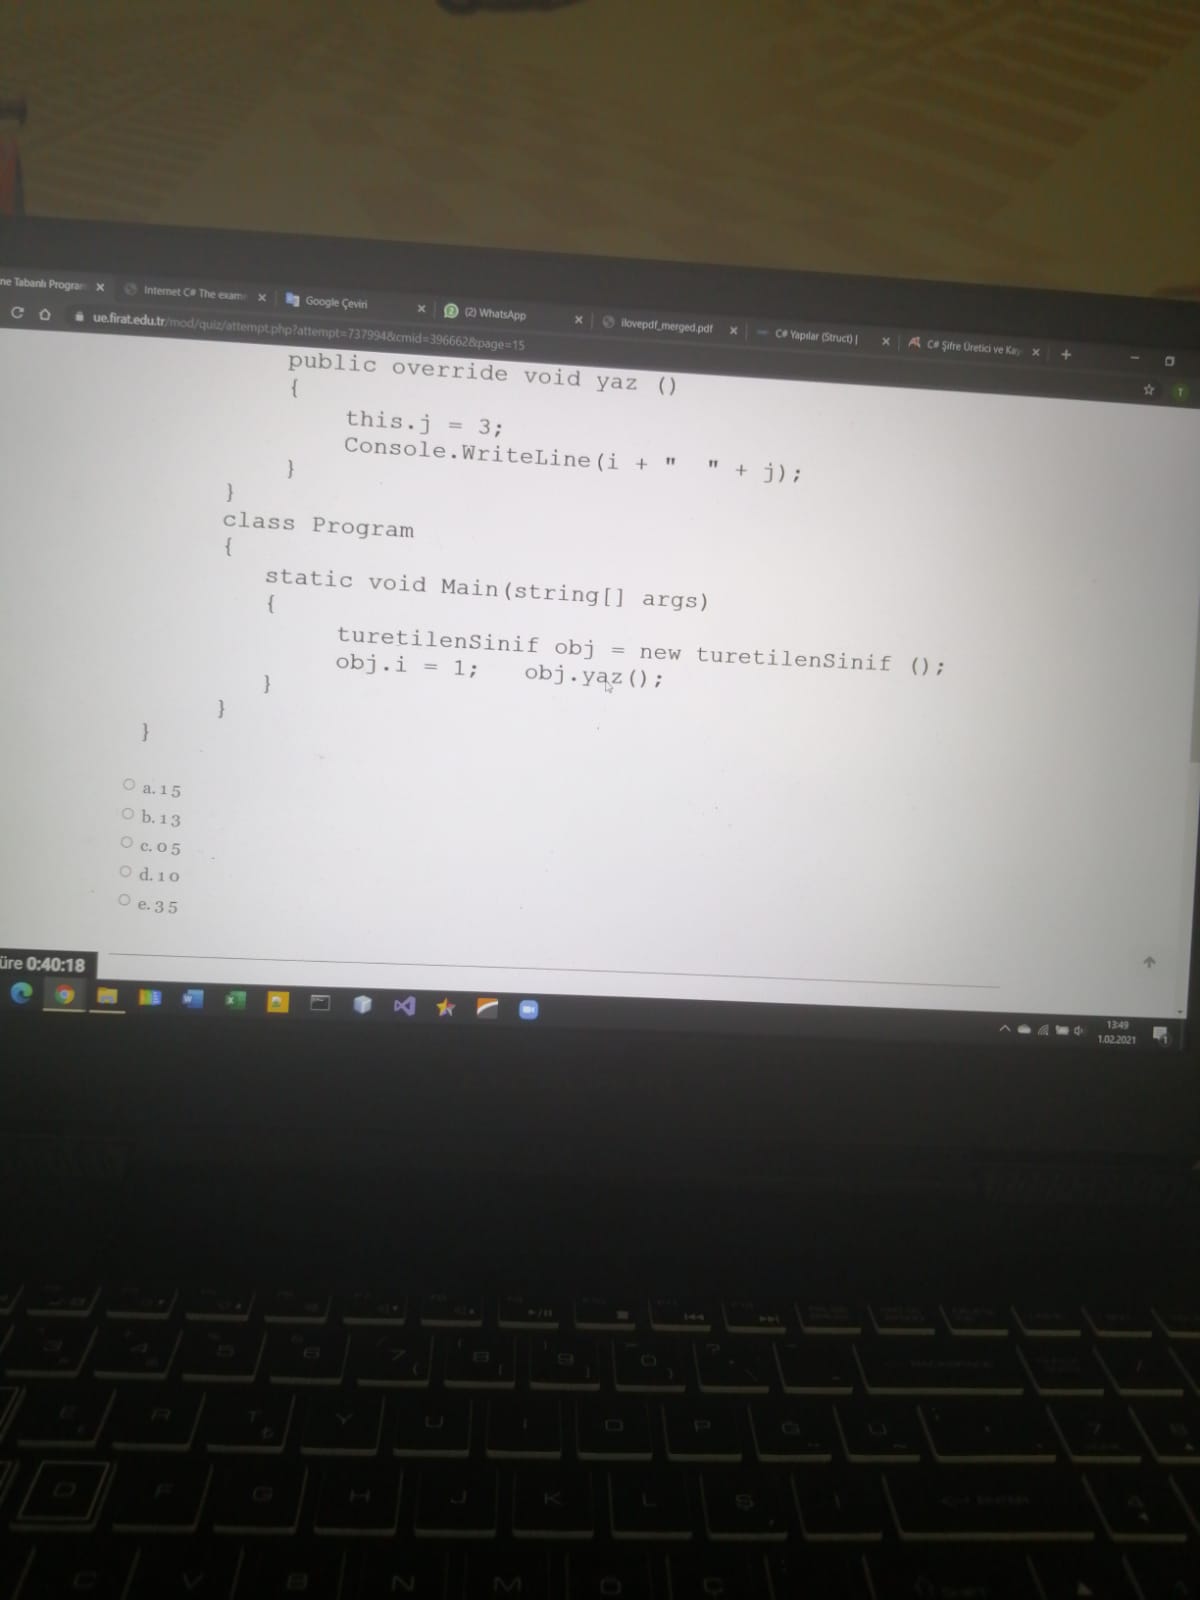 ne Tabanlı Program
Internet C# The exam
Google Çeviri
(2) WhatsApp
ilovepdf_merged.pdf
C# Yapılar (Struct) |
C# Şifre Üretici ve Kay
ue.firat.edu.tr/mod/quiz/attempt.php?attempt=737994&cmid=396662&page=15
public override void yaz ()
{
this.j = 3;
Console.WriteLine(i + "  " + j);
}
}
class Program
{
static void Main(string[] args)
{
turetilenSinif obj = new turetilenSinif ();
obj.i = 1;   obj.yaz();
}
}
}
a. 1 5
b. 1 3
c. 0 5
d. 1 0
e. 3 5
üre 0:40:18
13:49
1.02.2021